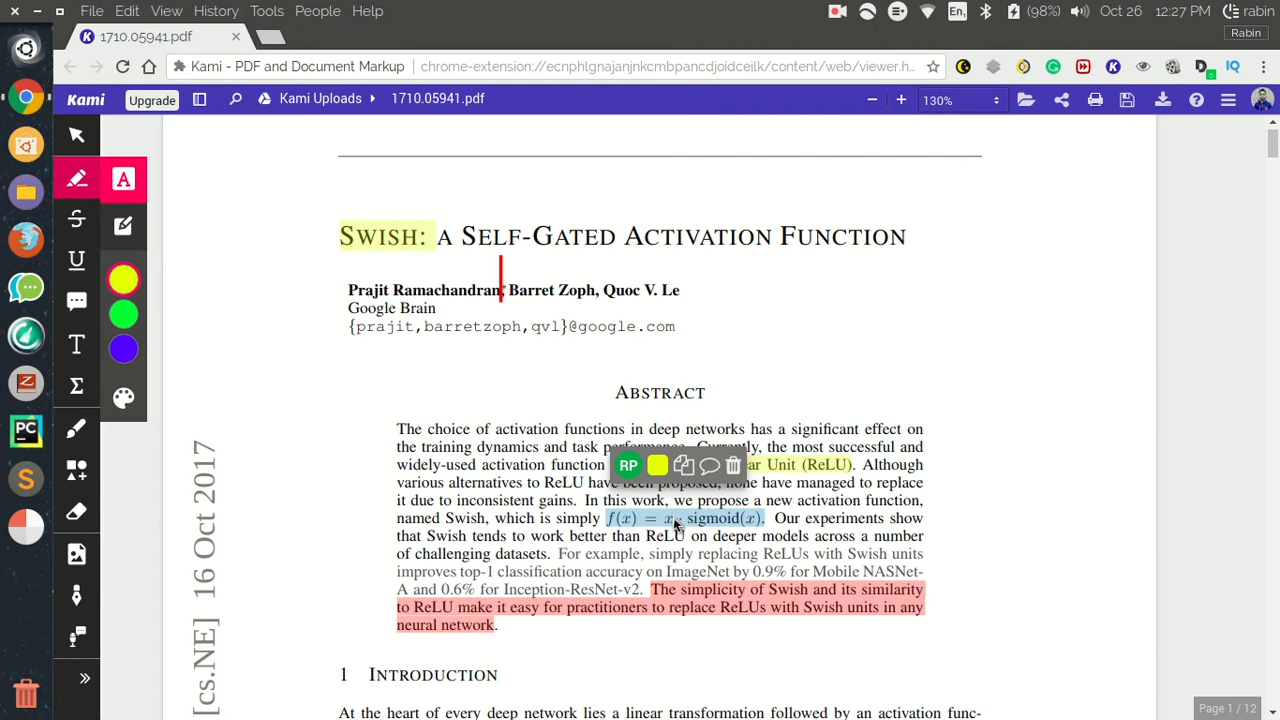 File Edit View History Tools People Help
En, (98%) Oct 26 12:27 PM rabin
1710.05941.pdf
Rabin
Kami - PDF and Document Markup chrome-extension://ecnphlgnajanjnkcmbpancdjoidceilk/content/web/viewer.h...
Kami Upgrade Kami Uploads 1710.05941.pdf 130%
SWISH: A SELF-GATED ACTIVATION FUNCTION
Prajit Ramachandran, Barret Zoph, Quoc V. Le
Google Brain
{prajit,barretzoph,qvl}@google.com
ABSTRACT
The choice of activation functions in deep networks has a significant effect on
the training dynamics and task performance. Currently, the most successful and
widely-used activation function ar Unit (ReLU). Although
various alternatives to ReLU have been proposed, none have managed to replace
it due to inconsistent gains. In this work, we propose a new activation function,
named Swish, which is simply f(x) = x · sigmoid(x). Our experiments show
that Swish tends to work better than ReLU on deeper models across a number
of challenging datasets. For example, simply replacing ReLUs with Swish units
improves top-1 classification accuracy on ImageNet by 0.9% for Mobile NASNet-
A and 0.6% for Inception-ResNet-v2. The simplicity of Swish and its similarity
to ReLU make it easy for practitioners to replace ReLUs with Swish units in any
neural network.
1 INTRODUCTION
At the heart of every deep network lies a linear transformation followed by an activation func-
[cs.NE] 16 Oct 2017
RP
A
T
Σ
PC
S
Z
Page 1 / 12